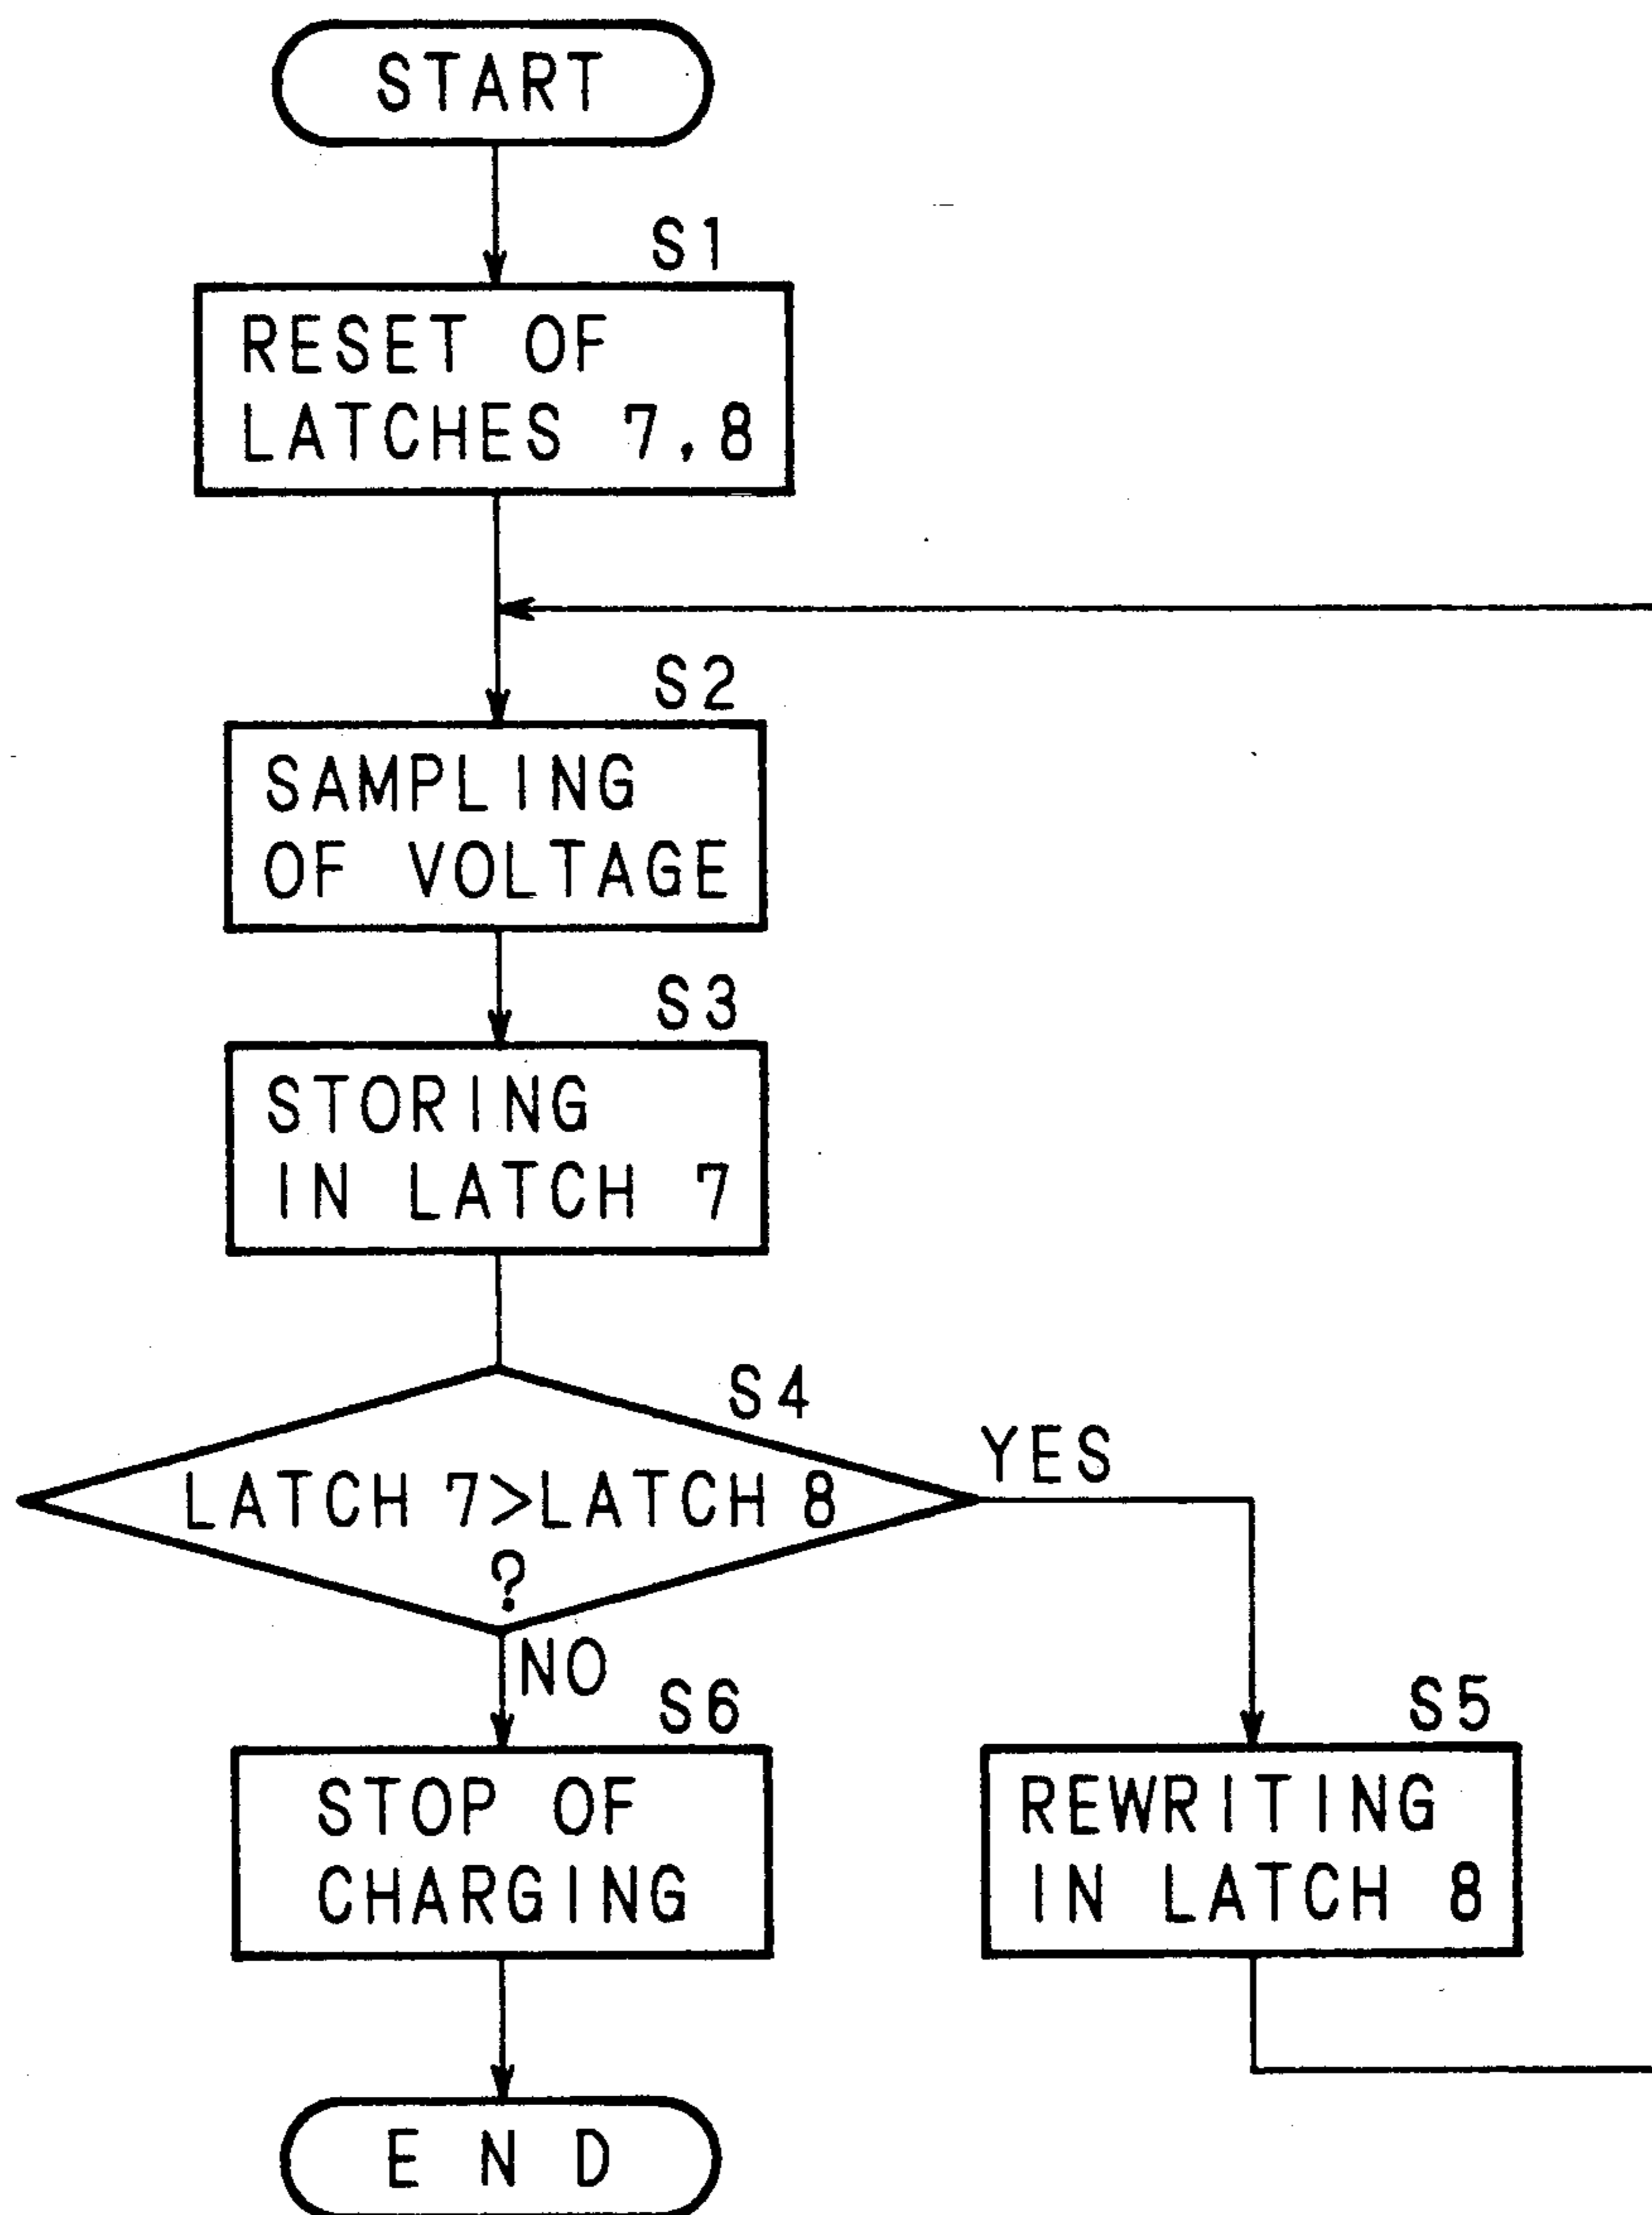 START
S1
RESET OF
LATCHES 7,8
S2
SAMPLING
OF VOLTAGE
S3
STORING
IN LATCH 7
S4
LATCH 7>LATCH 8
?
YES
NO
S6
STOP OF
CHARGING
S5
REWRITING
IN LATCH 8
END